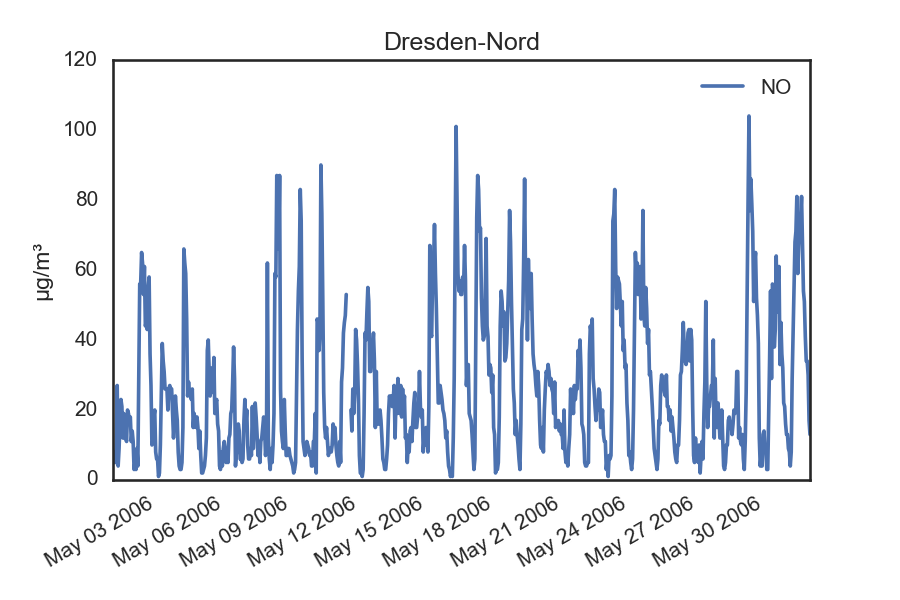 Dresden-Nord
NO
µg/m³
120
100
80
60
40
20
0
May 03 2006
May 06 2006
May 09 2006
May 12 2006
May 15 2006
May 18 2006
May 21 2006
May 24 2006
May 27 2006
May 30 2006